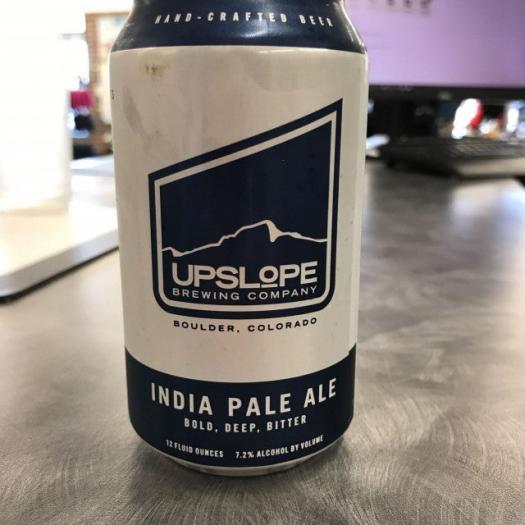 HAND-CRAFTED BEER
UPSLOPE
BREWING COMPANY
BOULDER, COLORADO
INDIA PALE ALE
BOLD, DEEP, BITTER
12 FLUID OUNCES 7.2% ALCOHOL BY VOLUME